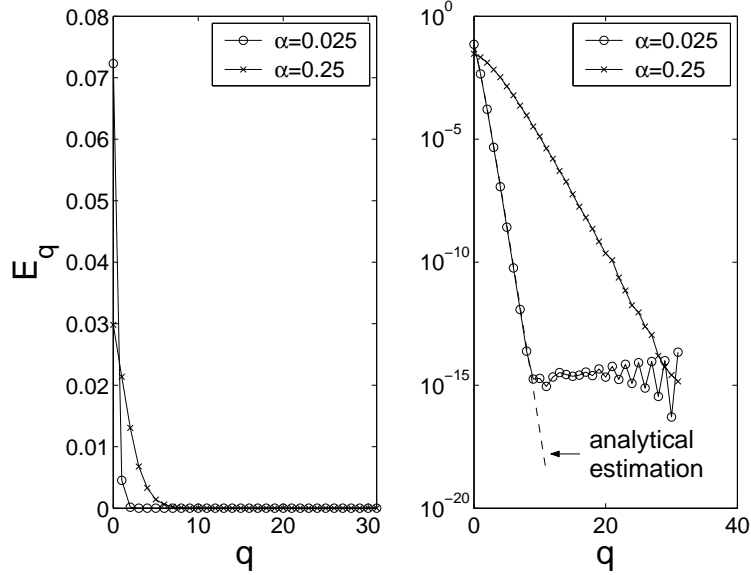 0.08
0.07
0.06
0.05
0.04
0.03
0.02
0.01
0
E_q
0 10 20 30
q
α=0.025
α=0.25
10^0
10^-5
10^-10
10^-15
10^-20
0 20 40
q
α=0.025
α=0.25
analytical
estimation